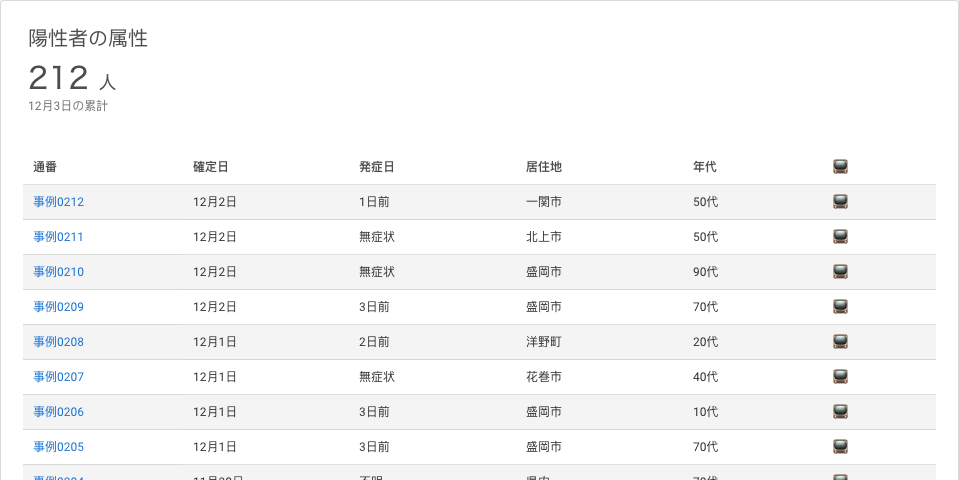 陽性者の属性
212 人
12月3日の累計
通番 確定日 発症日 居住地 年代 📺
事例0212 12月2日 1日前 一関市 50代 📺
事例0211 12月2日 無症状 北上市 50代 📺
事例0210 12月2日 無症状 盛岡市 90代 📺
事例0209 12月2日 3日前 盛岡市 70代 📺
事例0208 12月1日 2日前 洋野町 20代 📺
事例0207 12月1日 無症状 花巻市 40代 📺
事例0206 12月1日 3日前 盛岡市 10代 📺
事例0205 12月1日 3日前 盛岡市 70代 📺